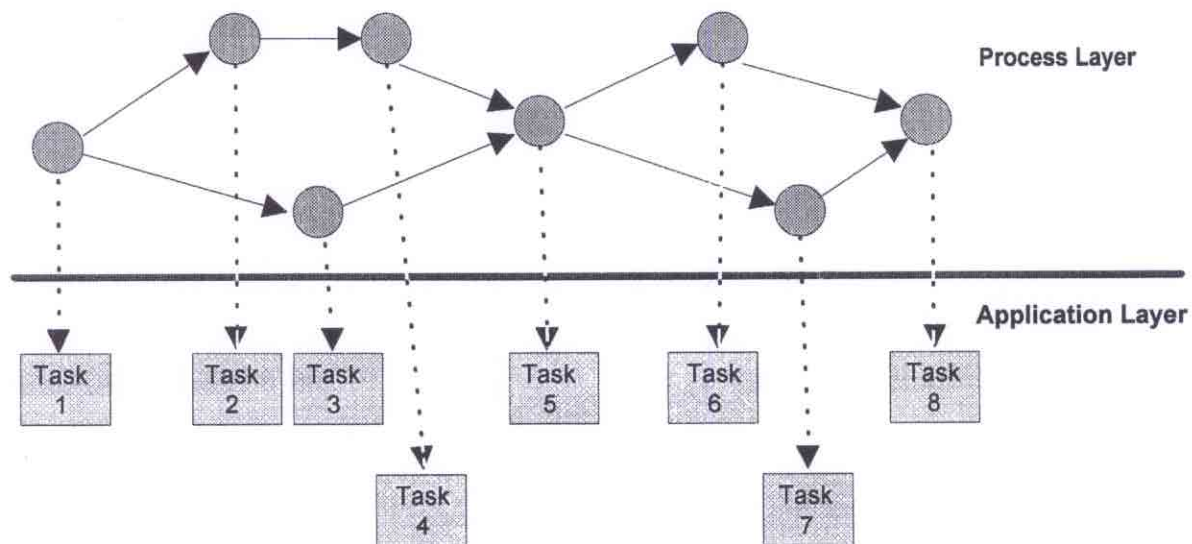 Process Layer
Application Layer
Task
1
Task
2
Task
3
Task
5
Task
6
Task
8
Task
4
Task
7